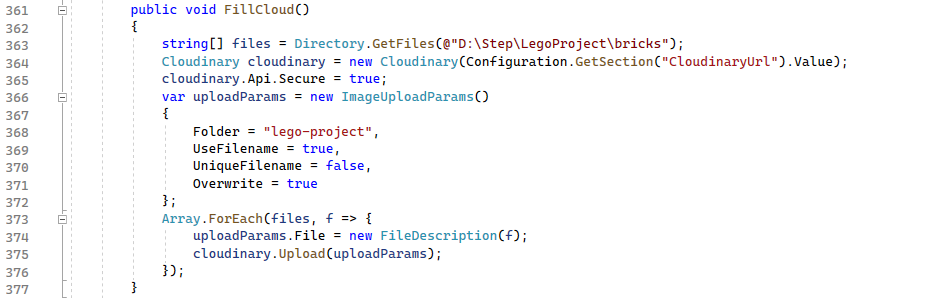 361 public void FillCloud()
362 {
363 string[] files = Directory.GetFiles(@"D:\Step\LegoProject\bricks");
364 Cloudinary cloudinary = new Cloudinary(Configuration.GetSection("CloudinaryUrl").Value);
365 cloudinary.Api.Secure = true;
366 var uploadParams = new ImageUploadParams()
367 {
368 Folder = "lego-project",
369 UseFilename = true,
370 UniqueFilename = false,
371 Overwrite = true
372 };
373 Array.ForEach(files, f => {
374 uploadParams.File = new FileDescription(f);
375 cloudinary.Upload(uploadParams);
376 });
377 }